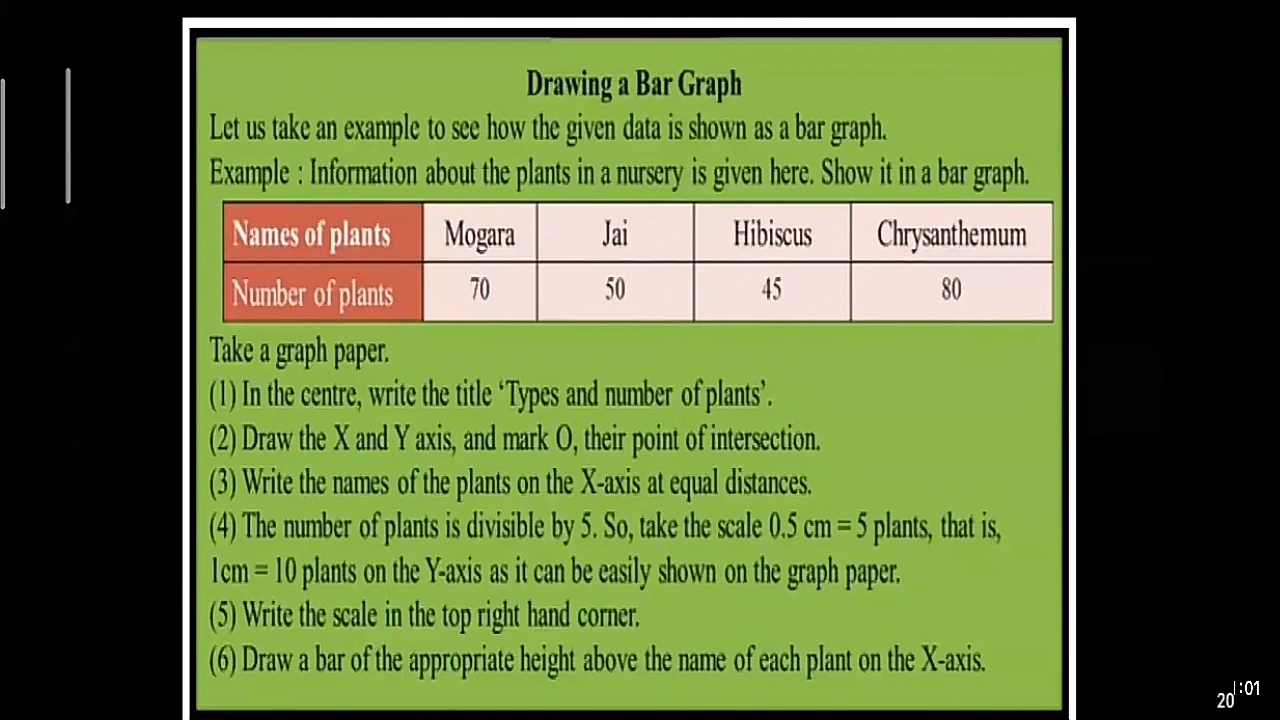 Drawing a Bar Graph
Let us take an example to see how the given data is shown as a bar graph.
Example : Information about the plants in a nursery is given here. Show it in a bar graph.
Names of plants Mogara Jai Hibiscus Chrysanthemum
Number of plants 70 50 45 80
Take a graph paper.
(1) In the centre, write the title ‘Types and number of plants’.
(2) Draw the X and Y axis, and mark O, their point of intersection.
(3) Write the names of the plants on the X-axis at equal distances.
(4) The number of plants is divisible by 5. So, take the scale 0.5 cm = 5 plants, that is,
1cm = 10 plants on the Y-axis as it can be easily shown on the graph paper.
(5) Write the scale in the top right hand corner.
(6) Draw a bar of the appropriate height above the name of each plant on the X-axis.